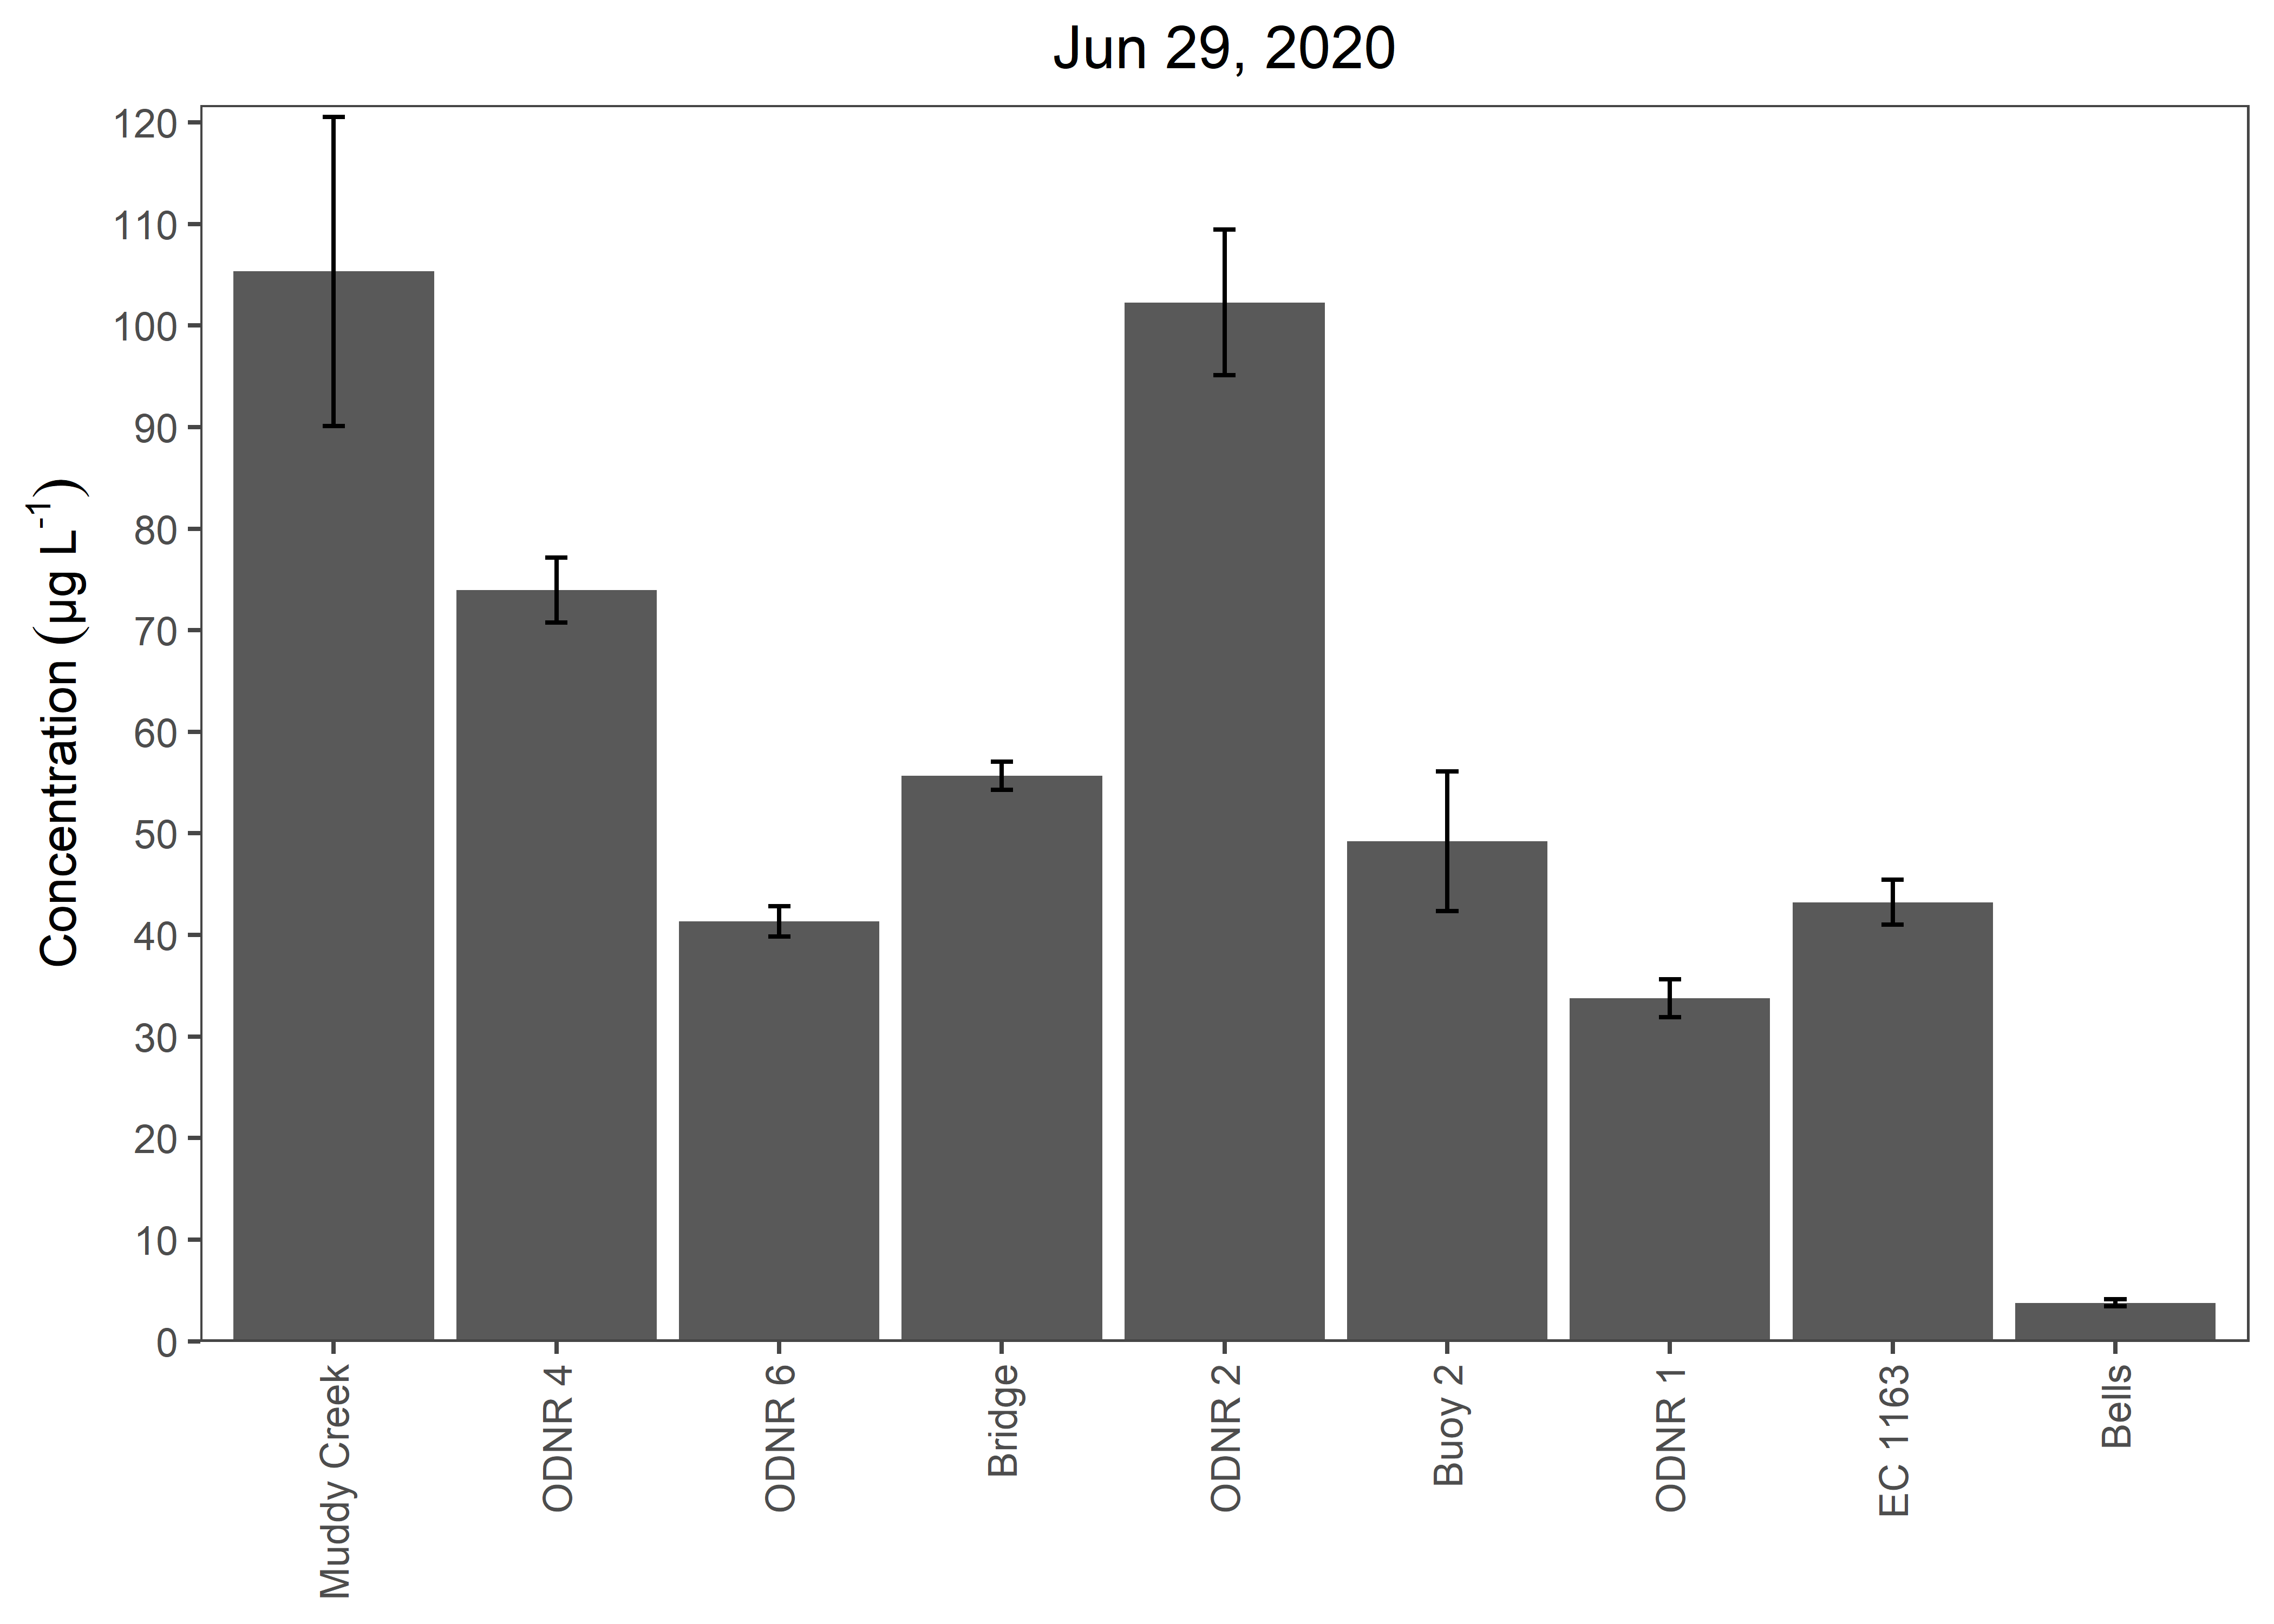 Jun 29, 2020
Concentration (µg L⁻¹)
120
110
100
90
80
70
60
50
40
30
20
10
0
Muddy Creek
ODNR 4
ODNR 6
Bridge
ODNR 2
Buoy 2
ODNR 1
EC 1163
Bells